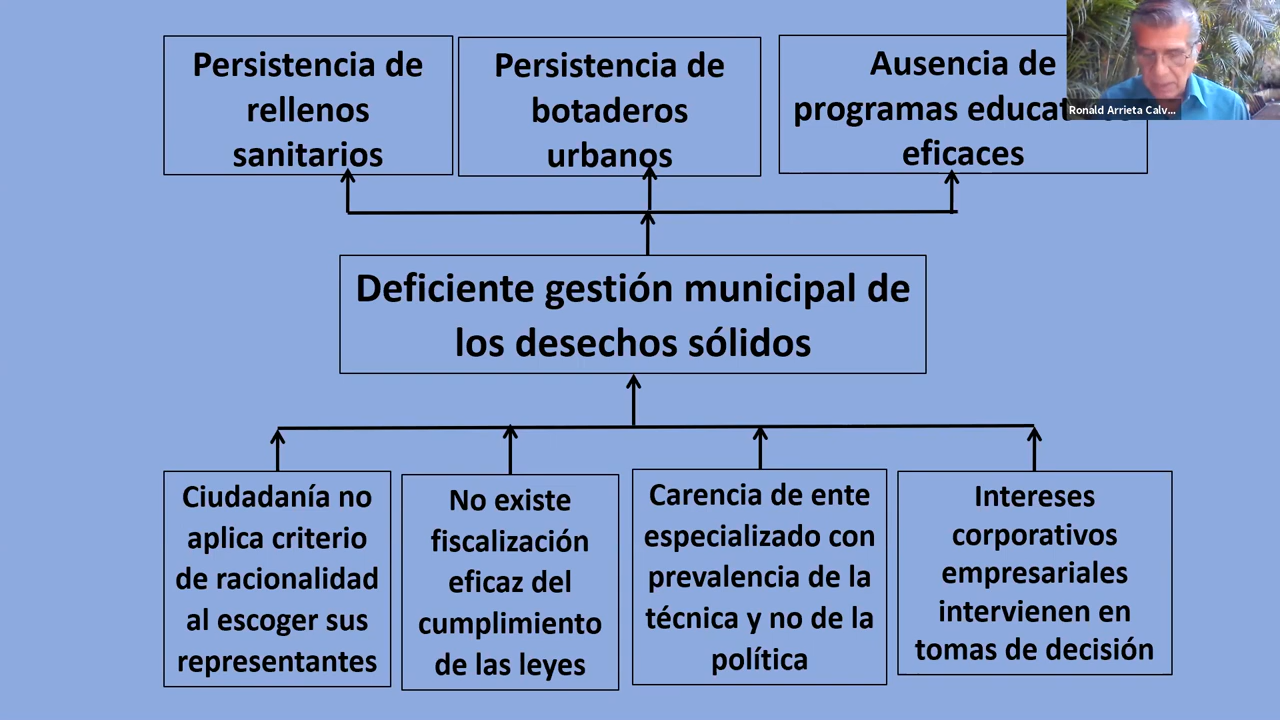 Persistencia de
rellenos
sanitarios
Persistencia de
botaderos
urbanos
Ausencia de
programas
eficaces
Ronald Arrieta Calv...
Deficiente gestión municipal de
los desechos sólidos
Ciudadanía no
aplica criterio
de racionalidad
al escoger sus
representantes
No existe
fiscalización
eficaz del
cumplimiento
de las leyes
Carencia de ente
especializado con
prevalencia de la
técnica y no de la
política
Intereses
corporativos
empresariales
intervienen en
tomas de decisión